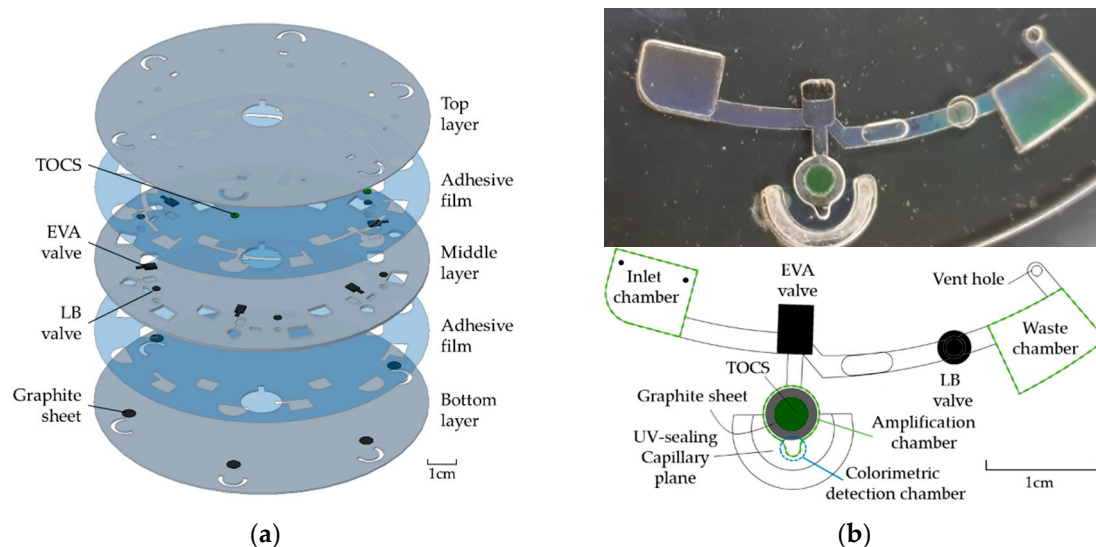 Top
layer
TOCS
Adhesive
film
EVA
valve
Middle
layer
LB
valve
Adhesive
film
Graphite
sheet
Bottom
layer
1cm
(a)
Inlet
chamber
EVA
valve
Vent hole
Waste
chamber
TOCS
LB
valve
Graphite sheet
Amplification
chamber
UV-sealing
Capillary
plane
Colorimetric
detection chamber
1cm
(b)